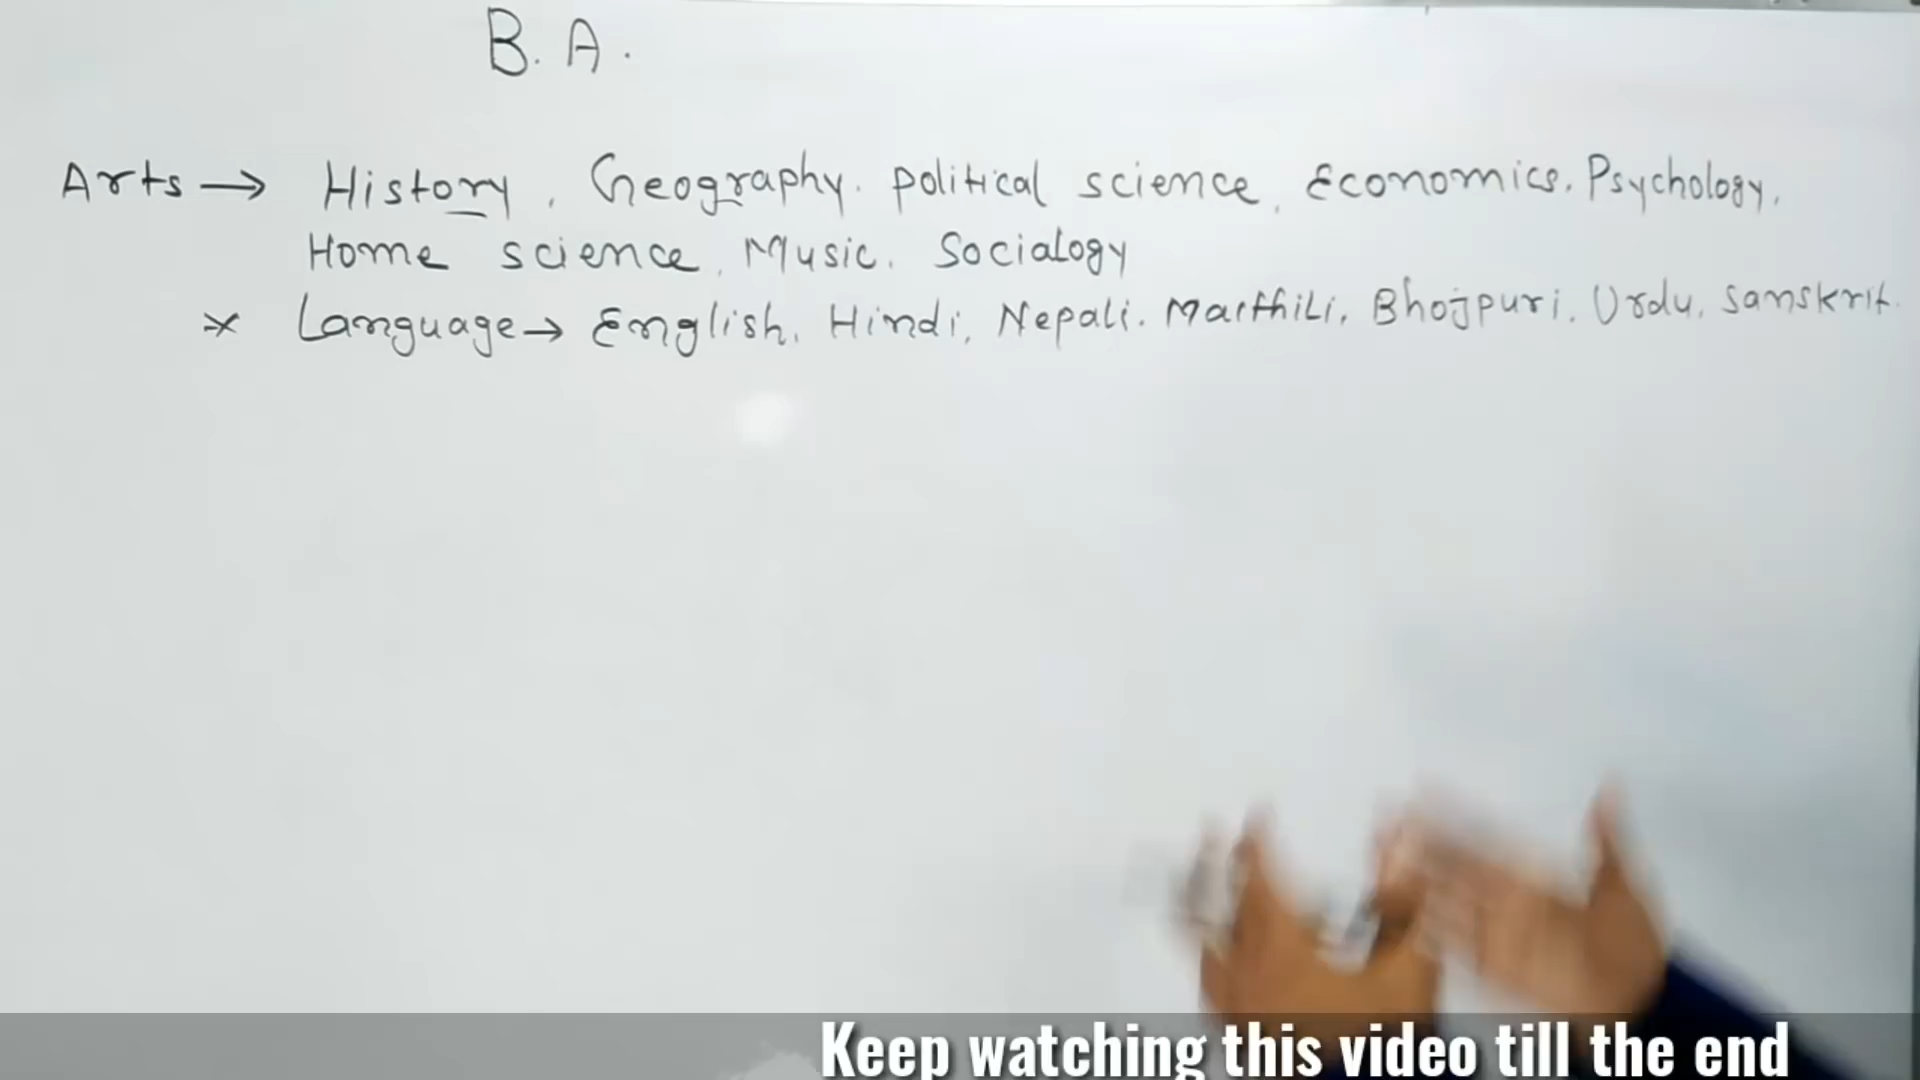 B. A.
Arts → History, Geography. political science, Economics, Psychology,
Home science, Music. Socialogy
* Language → English, Hindi, Nepali. Maithili, Bhojpuri. Urdu, Sanskrit.
Keep watching this video till the end